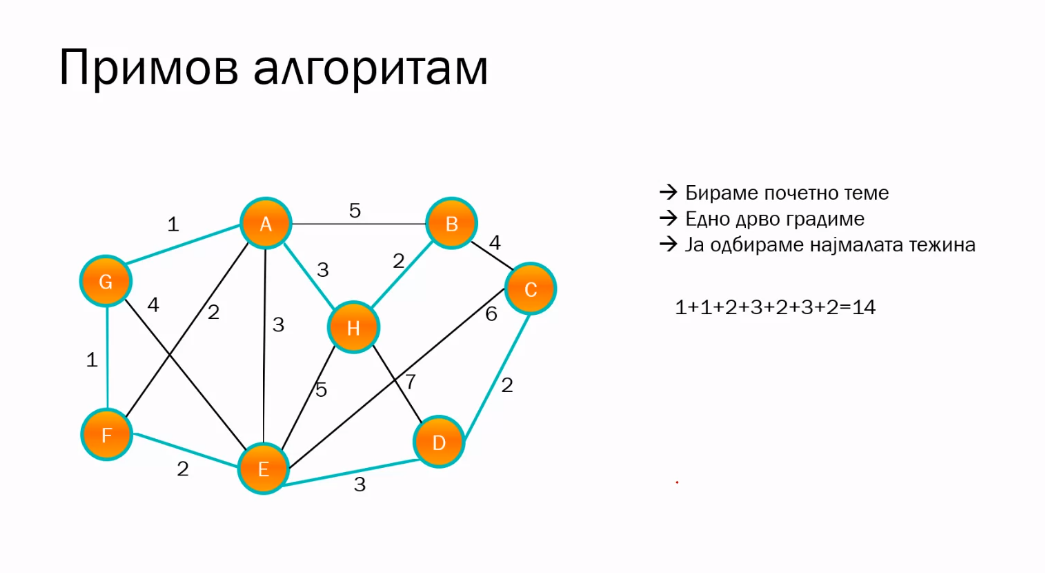 Примов алгоритам
→ Бираме почетно теме
→ Едно дрво градиме
→ Ја одбираме најмалата тежина
1+1+2+3+2+3+2=14
5
A
B
1
4
3
2
G
C
4
2
6
3
H
1
5
7
2
F
D
E
2
3